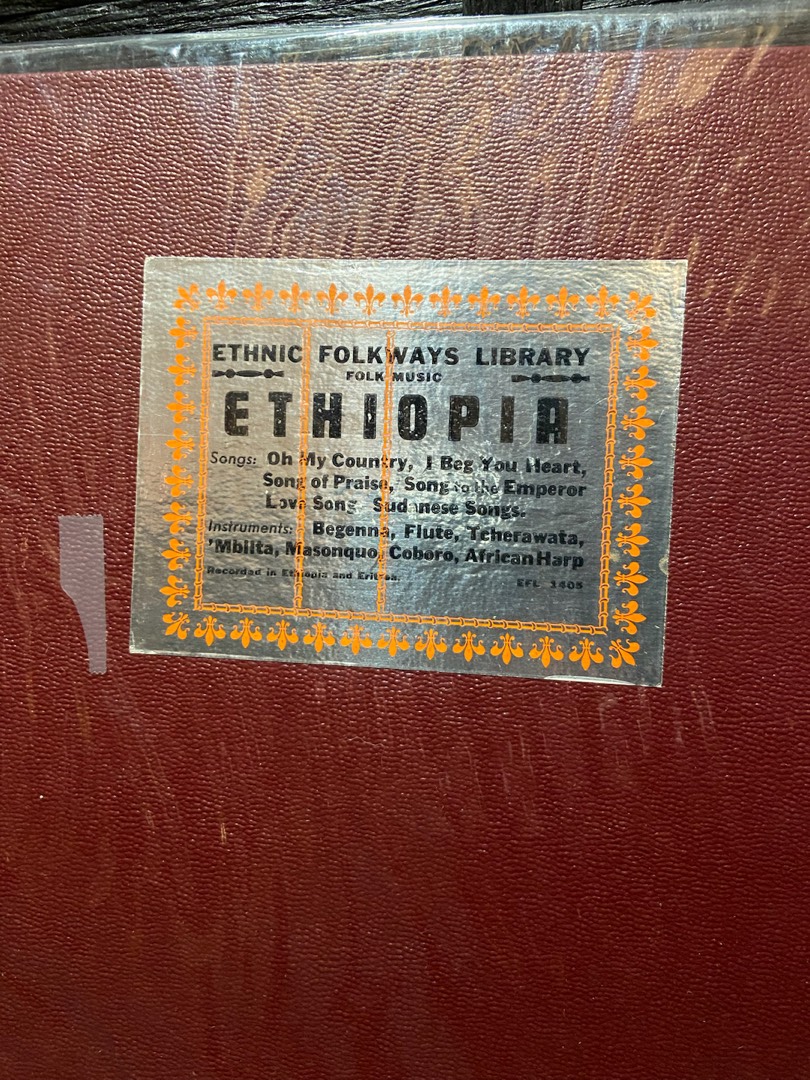 ETHNIC FOLKWAYS LIBRARY
FOLK MUSIC
ETHIOPIA
Songs: Oh My Country, I Beg You Heart,
Song of Praise, Song to the Emperor
Love Song Sudanese Songs.
Instruments: Begenna, Flute, Tcherawata,
'Mbilta, Masonquo, Coboro, African Harp
Recorded in Ethiopia and Eritrea.
EFL 1405